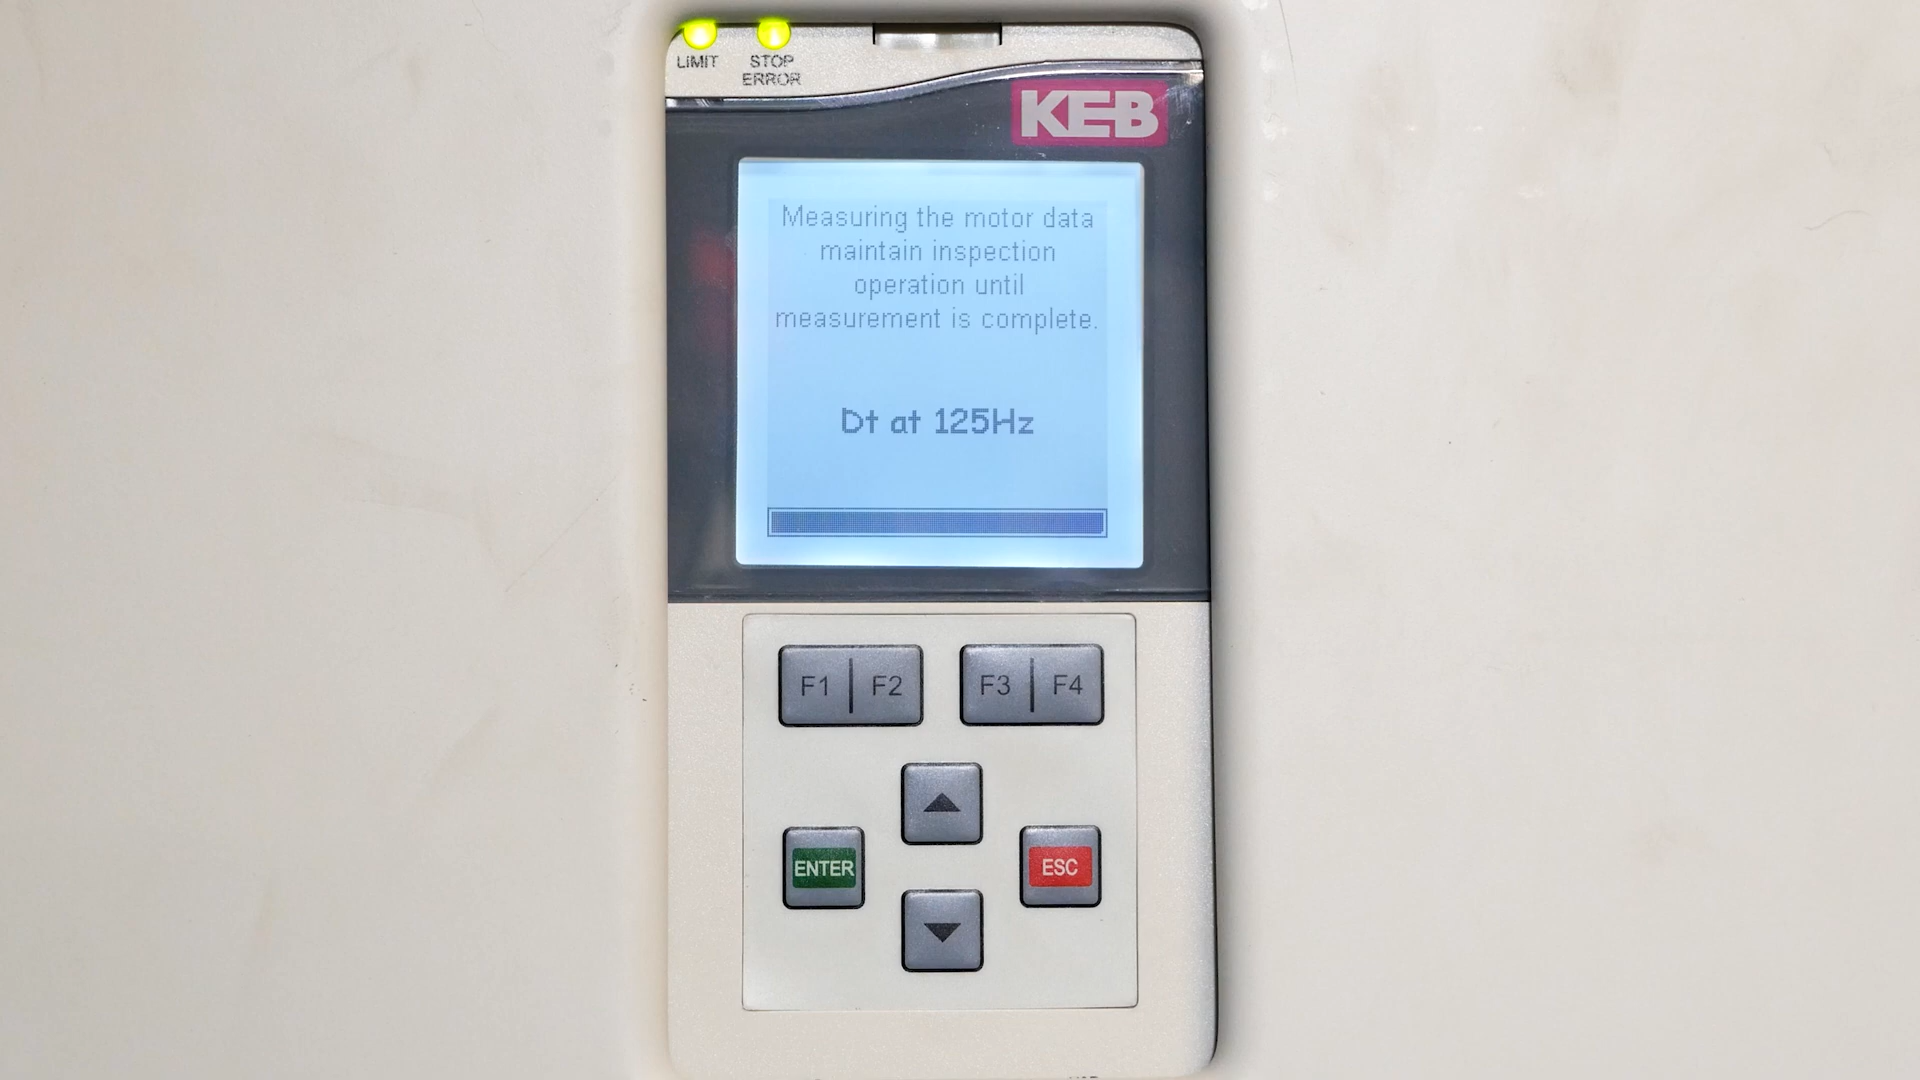 LIMIT
STOP
ERROR
KEB
Measuring the motor data
maintain inspection
operation until
measurement is complete.
Dt at 125Hz
F1 F2 F3 F4
ENTER
ESC